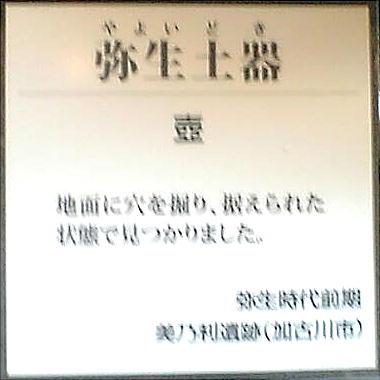 やよいどき
弥生土器
壺
地面に穴を掘り、据えられた
状態で見つかりました。
弥生時代前期
美乃利遺跡(加古川市)